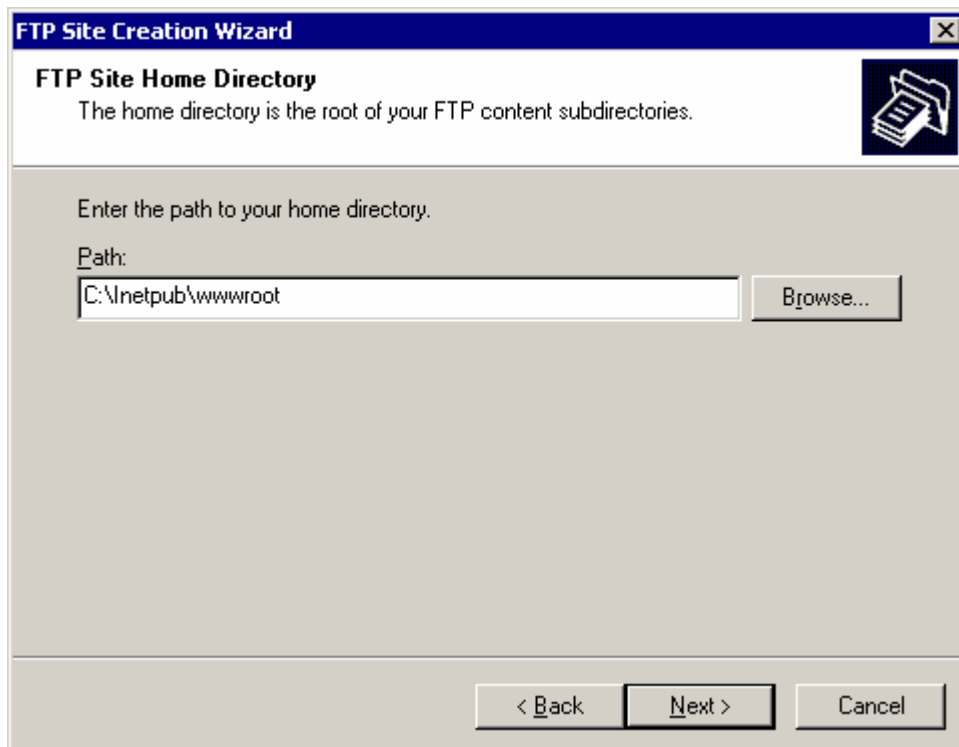 FTP Site Creation Wizard
FTP Site Home Directory
The home directory is the root of your FTP content subdirectories.
Enter the path to your home directory.
Path:
C:\Inetpub\wwwroot
Browse...
< Back
Next >
Cancel